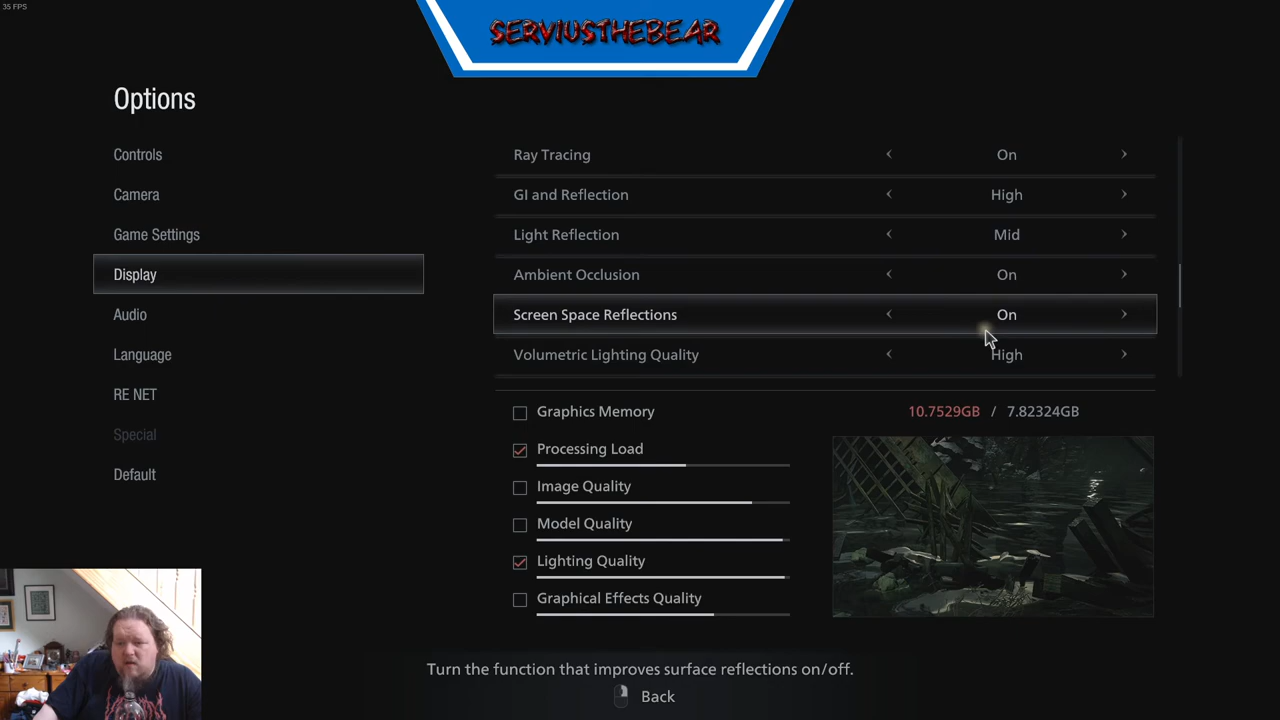 35 FPS
SERVIUSTHEBEAR
Options
Controls
Camera
Game Settings
Display
Audio
Language
RE NET
Special
Default
Ray Tracing On
GI and Reflection High
Light Reflection Mid
Ambient Occlusion On
Screen Space Reflections On
Volumetric Lighting Quality High
Graphics Memory 10.7529GB / 7.82324GB
Processing Load
Image Quality
Model Quality
Lighting Quality
Graphical Effects Quality
Turn the function that improves surface reflections on/off.
Back